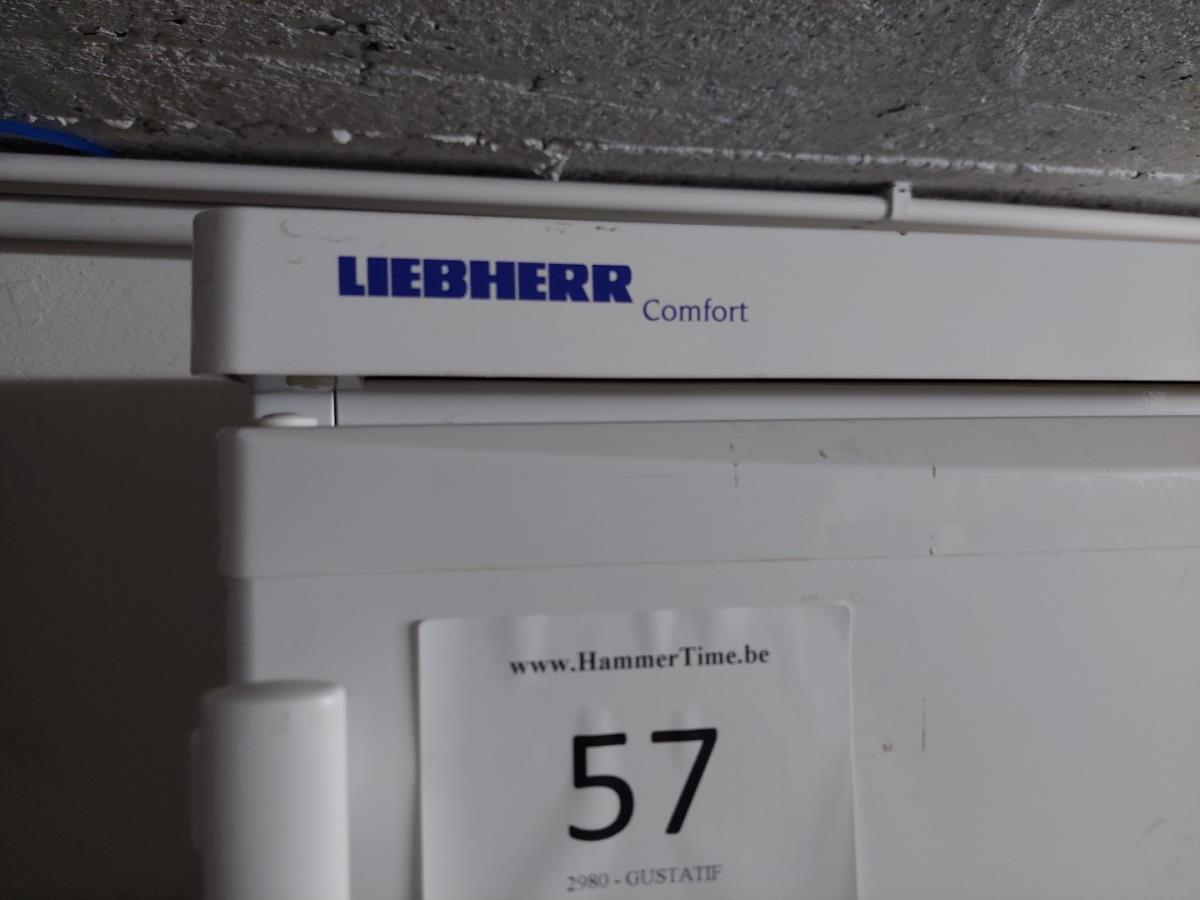 LIEBHERR
Comfort
www.HammerTime.be
57
2980 - GUSTATIF